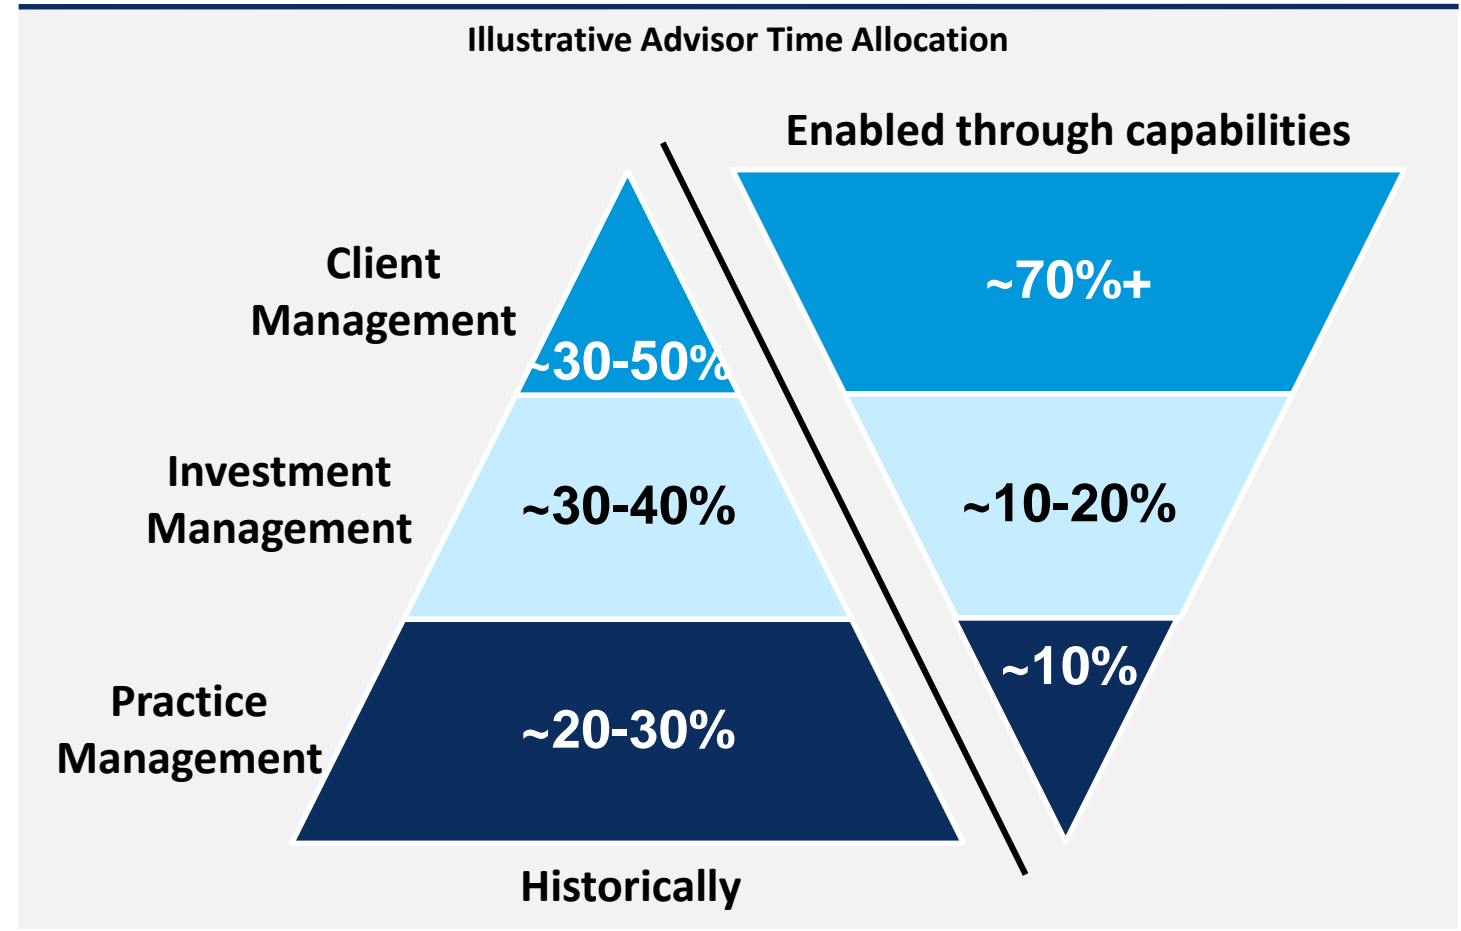 Illustrative Advisor Time Allocation
Enabled through capabilities
Client
Management
~30-50%
~70%+
Investment
Management
~30-40%
~10-20%
Practice
Management
~20-30%
~10%
Historically